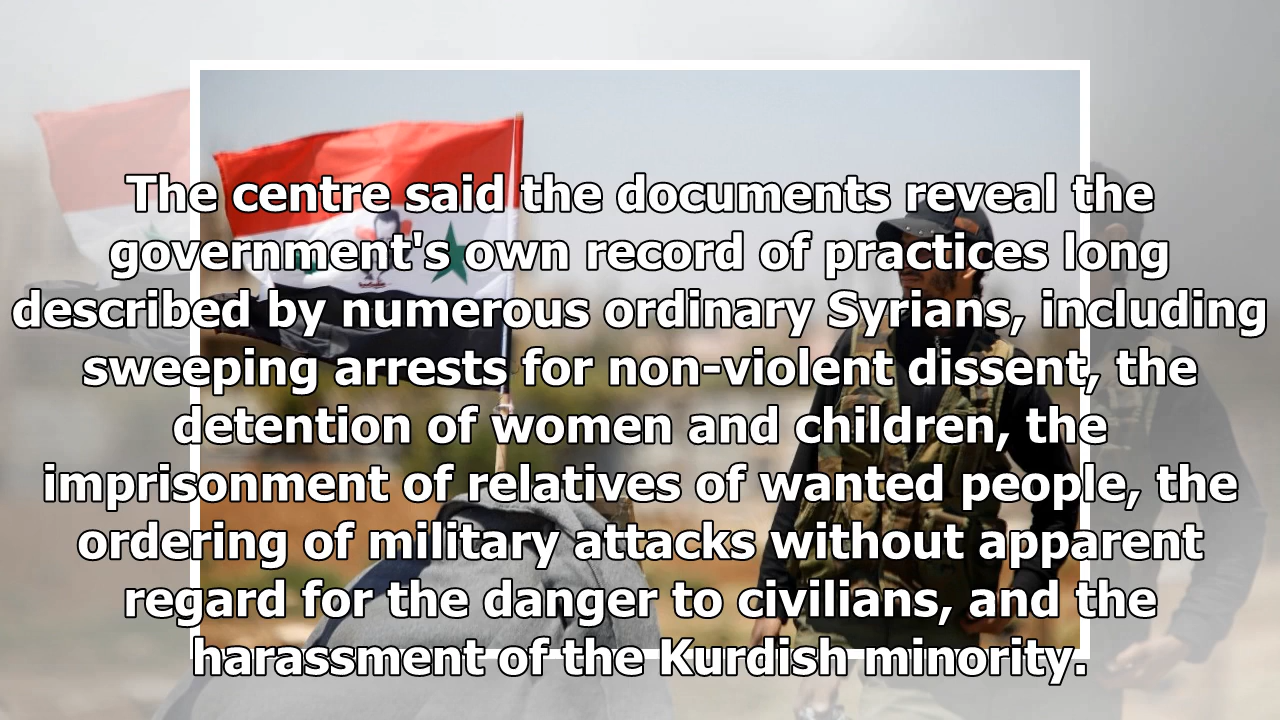 The centre said the documents reveal the
government's own record of practices long
described by numerous ordinary Syrians, including
sweeping arrests for non-violent dissent, the
detention of women and children, the
imprisonment of relatives of wanted people, the
ordering of military attacks without apparent
regard for the danger to civilians, and the
harassment of the Kurdish minority.